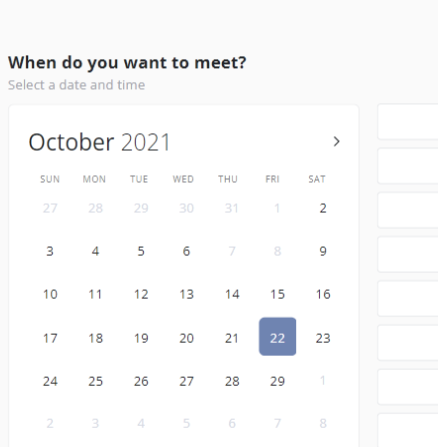 When do you want to meet?
Select a date and time
October 2021
SUN MON TUE WED THU FRI SAT
27 28 29 30 31 1 2
3 4 5 6 7 8 9
10 11 12 13 14 15 16
17 18 19 20 21 22 23
24 25 26 27 28 29 1
2 3 4 5 6 7 8